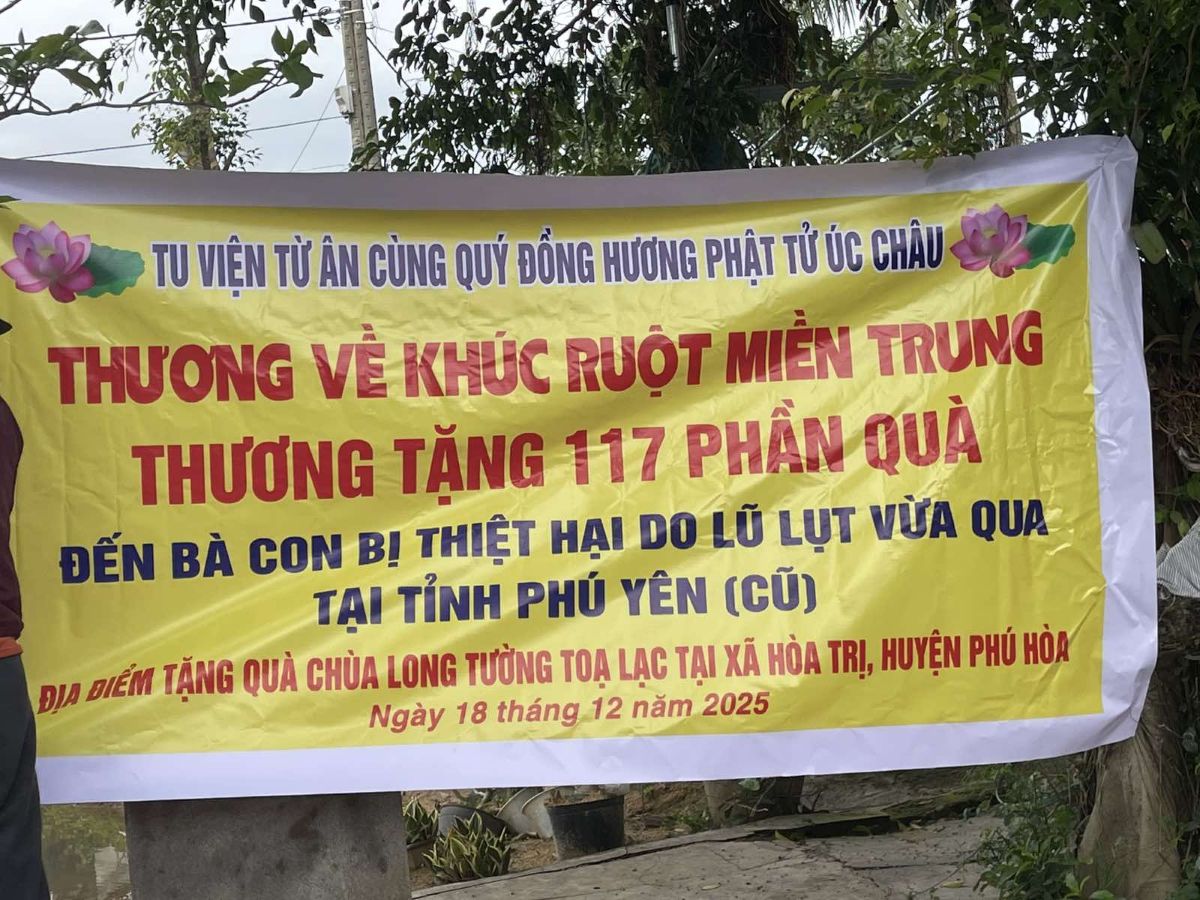 TU VIỆN TỪ ÂN CÙNG QUÝ ĐỒNG HƯƠNG PHẬT TỬ ÚC CHÂU
THƯƠNG VỀ KHÚC RUỘT MIỀN TRUNG
THƯƠNG TẶNG 117 PHẦN QUÀ
ĐẾN BÀ CON BỊ THIỆT HẠI DO LŨ LỤT VỪA QUA
TẠI TỈNH PHÚ YÊN (CŨ)
ĐỊA ĐIỂM TẶNG QUÀ CHÙA LONG TƯỜNG TOẠ LẠC TẠI XÃ HÒA TRỊ, HUYỆN PHÚ HÒA
Ngày 18 tháng 12 năm 2025